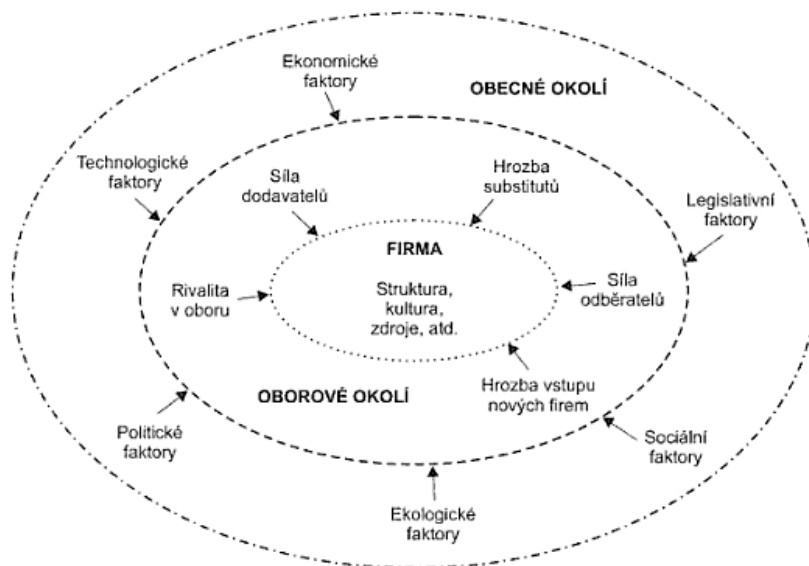 Ekonomické
faktory
OBECNÉ OKOLÍ
Technologické
faktory
Síla
dodavatelů
Hrozba
substitutů
Legislativní
faktory
FIRMA
Struktura,
kultura,
zdroje, atd.
Rivalita
v oboru
Síla
odběratelů
OBOROVÉ OKOLÍ
Hrozba vstupu
nových firem
Politické
faktory
Sociální
faktory
Ekologické
faktory